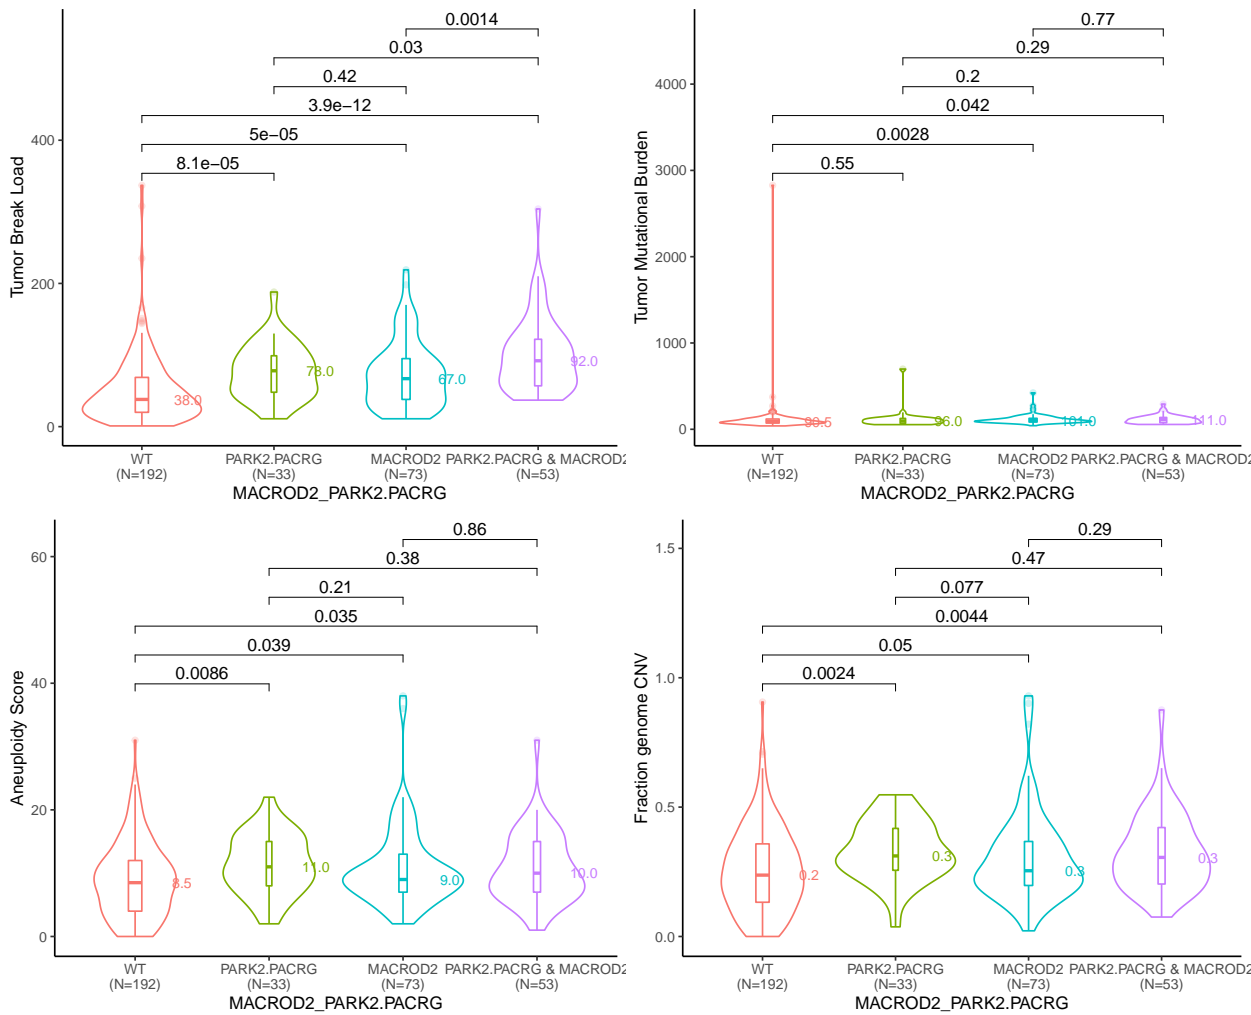 0.0014
0.03
0.42
3.9e−12
5e−05
8.1e−05
Tumor Break Load
400
200
0
38.0
78.0
67.0
92.0
WT
(N=192)
PARK2.PACRG
(N=33)
MACROD2
(N=73)
PARK2.PACRG & MACROD2
(N=53)
MACROD2_PARK2.PACRG
0.77
0.29
0.2
0.042
0.0028
0.55
Tumor Mutational Burden
4000
3000
2000
1000
0
96.0
101.0
111.0
WT
(N=192)
PARK2.PACRG
(N=33)
MACROD2
(N=73)
PARK2.PACRG & MACROD2
(N=53)
MACROD2_PARK2.PACRG
0.86
0.38
0.21
0.035
0.039
0.0086
Aneuploidy Score
60
40
20
0
8.5
11.0
9.0
10.0
WT
(N=192)
PARK2.PACRG
(N=33)
MACROD2
(N=73)
PARK2.PACRG & MACROD2
(N=53)
MACROD2_PARK2.PACRG
0.29
0.47
0.077
0.0044
0.05
0.0024
Fraction genome CNV
1.5
1.0
0.5
0.0
0.2
0.3
0.3
0.3
WT
(N=192)
PARK2.PACRG
(N=33)
MACROD2
(N=73)
PARK2.PACRG & MACROD2
(N=53)
MACROD2_PARK2.PACRG